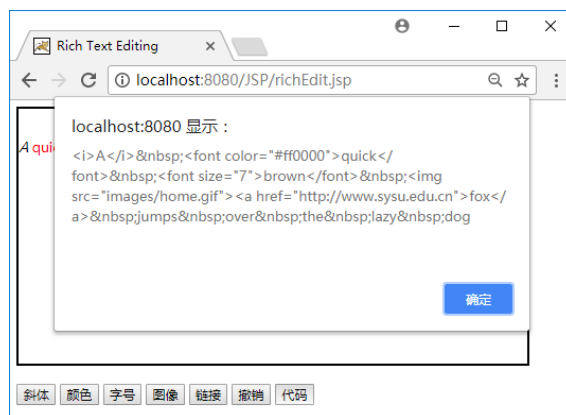 Rich Text Editing
localhost:8080/JSP/richEdit.jsp
localhost:8080 显示：
<i>A</i>&nbsp;<font color="#ff0000">quick</
font>&nbsp;<font size="7">brown</font>&nbsp;<img
src="images/home.gif"><a href="http://www.sysu.edu.cn">fox</
a>&nbsp;jumps&nbsp;over&nbsp;the&nbsp;lazy&nbsp;dog
A
确定
斜体 颜色 字号 图像 链接 撤销 代码